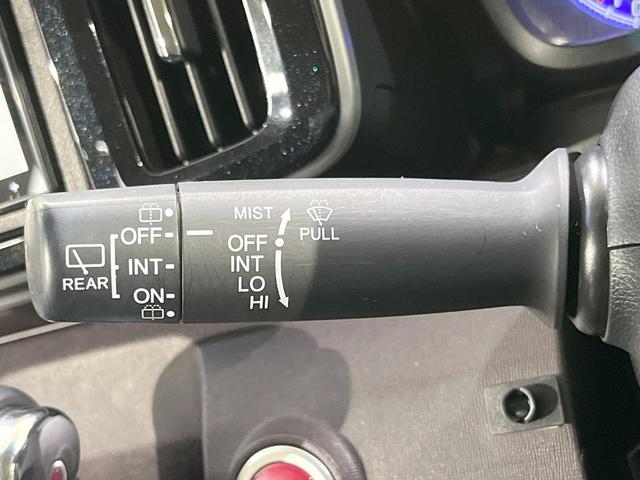 OFF
INT
REAR
ON
MIST
OFF
INT
LO
HI
PULL